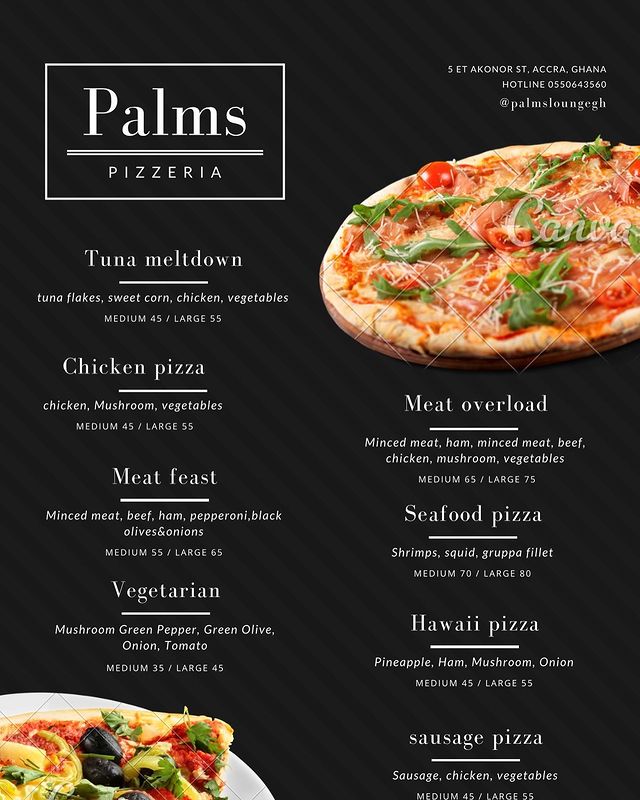 Palms
PIZZERIA
5 ET AKONOR ST, ACCRA, GHANA
HOTLINE 0550643560
@palmsloungegh
Canva
Tuna meltdown
tuna flakes, sweet corn, chicken, vegetables
MEDIUM 45 / LARGE 55
Chicken pizza
chicken, Mushroom, vegetables
MEDIUM 45 / LARGE 55
Meat feast
Minced meat, beef, ham, pepperoni,black
olives&onions
MEDIUM 55 / LARGE 65
Vegetarian
Mushroom Green Pepper, Green Olive,
Onion, Tomato
MEDIUM 35 / LARGE 45
Meat overload
Minced meat, ham, minced meat, beef,
chicken, mushroom, vegetables
MEDIUM 65 / LARGE 75
Seafood pizza
Shrimps, squid, gruppa fillet
MEDIUM 70 / LARGE 80
Hawaii pizza
Pineapple, Ham, Mushroom, Onion
MEDIUM 45 / LARGE 55
sausage pizza
Sausage, chicken, vegetables
MEDIUM 45 / LARGE 55